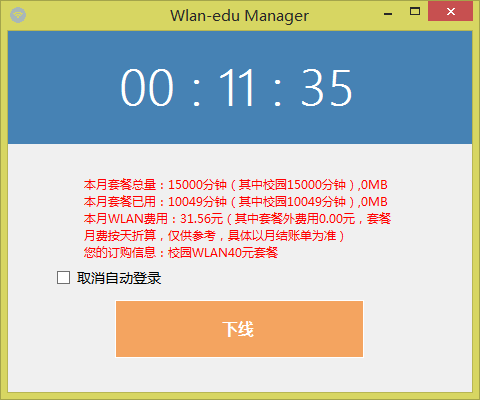 Wlan-edu Manager
00 : 11 : 35
本月套餐总量：15000分钟（其中校园15000分钟）,0MB
本月套餐已用：10049分钟（其中校园10049分钟）,0MB
本月WLAN费用：31.56元（其中套餐外费用0.00元，套餐
月费按天折算，仅供参考，具体以月结账单为准）
您的订购信息：校园WLAN40元套餐
取消自动登录
下线